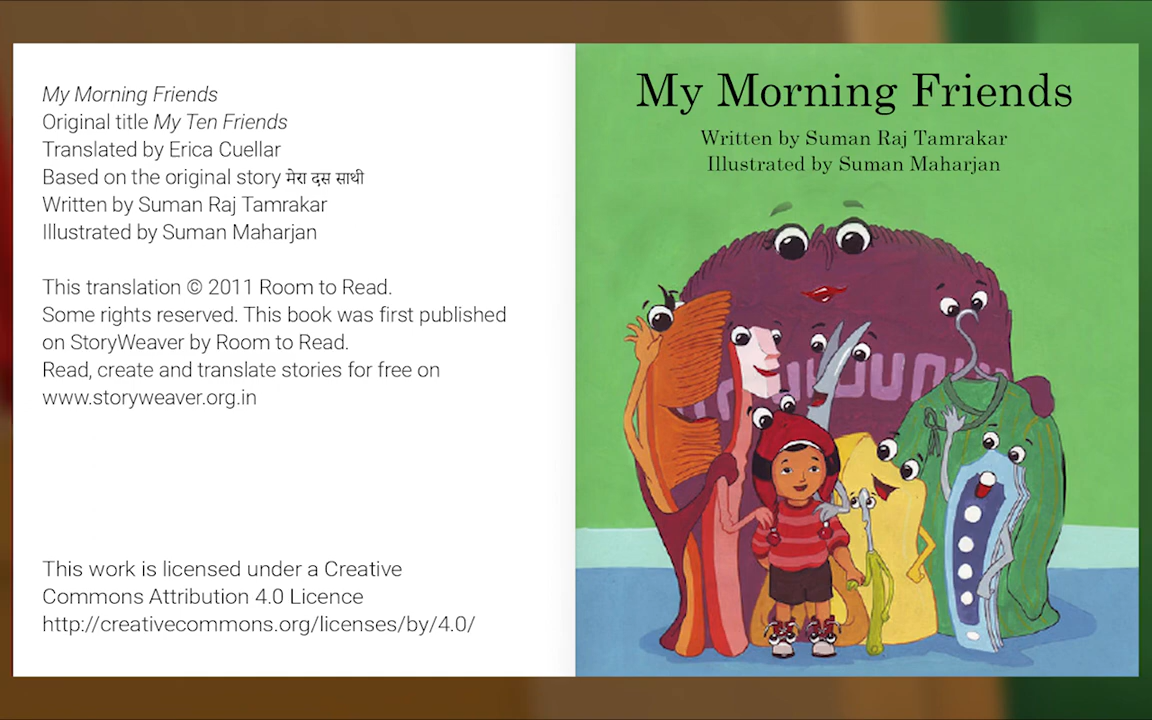 My Morning Friends
Original title My Ten Friends
Translated by Erica Cuellar
Based on the original story मेरा दस साथी
Written by Suman Raj Tamrakar
Illustrated by Suman Maharjan
This translation © 2011 Room to Read.
Some rights reserved. This book was first published
on StoryWeaver by Room to Read.
Read, create and translate stories for free on
www.storyweaver.org.in
This work is licensed under a Creative
Commons Attribution 4.0 Licence
http://creativecommons.org/licenses/by/4.0/
My Morning Friends
Written by Suman Raj Tamrakar
Illustrated by Suman Maharjan